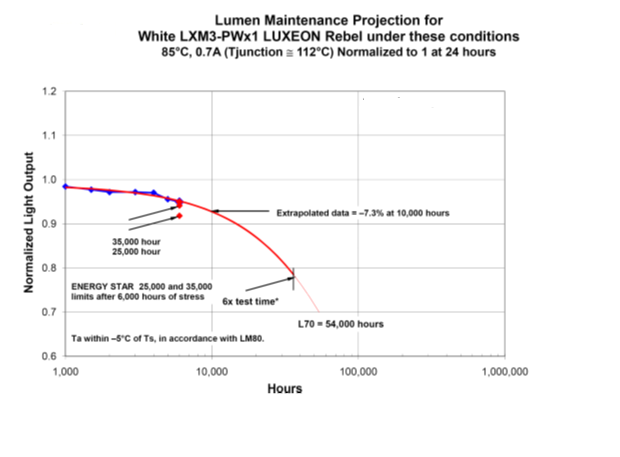 Lumen Maintenance Projection for
White LXM3-PWx1 LUXEON Rebel under these conditions
85°C, 0.7A (Tjunction ≅ 112°C) Normalized to 1 at 24 hours
Normalized Light Output
1.2
1.1
1.0
0.9
0.8
0.7
0.6
Extrapolated data = -7.3% at 10,000 hours
35,000 hour
25,000 hour
ENERGY STAR 25,000 and 35,000
limits after 6,000 hours of stress
6x test time*
L70 = 54,000 hours
Ta within -5°C of Ts, in accordance with LM80.
1,000
10,000
100,000
1,000,000
Hours